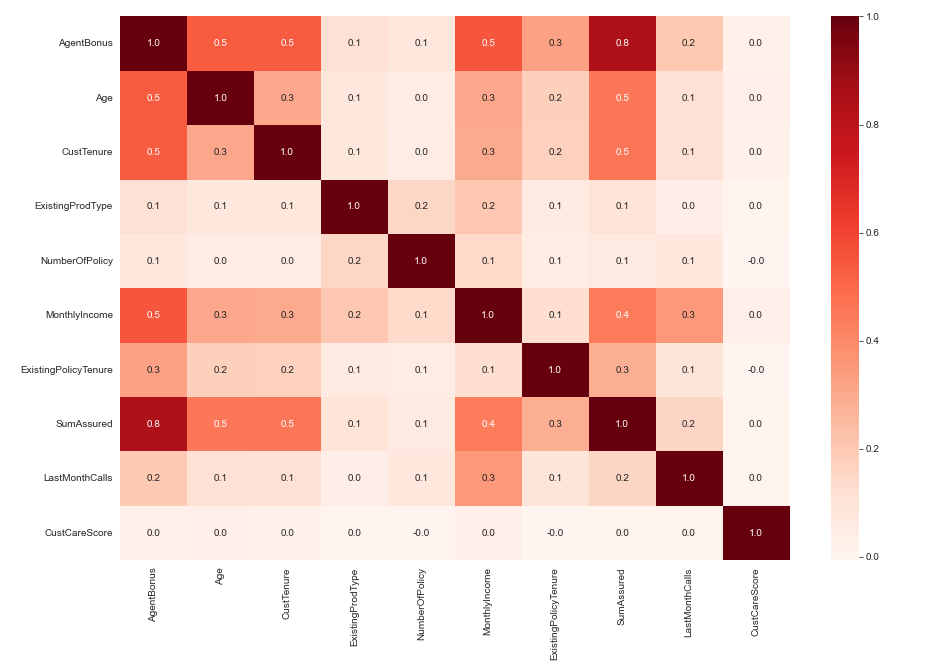 AgentBonus 1.0 0.5 0.5 0.1 0.1 0.5 0.3 0.8 0.2 0.0
Age 0.5 1.0 0.3 0.1 0.0 0.3 0.2 0.5 0.1 0.0
CustTenure 0.5 0.3 1.0 0.1 0.0 0.3 0.2 0.5 0.1 0.0
ExistingProdType 0.1 0.1 0.1 1.0 0.2 0.2 0.1 0.1 0.0 0.0
NumberOfPolicy 0.1 0.0 0.0 0.2 1.0 0.1 0.1 0.1 0.1 -0.0
MonthlyIncome 0.5 0.3 0.3 0.2 0.1 1.0 0.1 0.4 0.3 0.0
ExistingPolicyTenure 0.3 0.2 0.2 0.1 0.1 0.1 1.0 0.3 0.1 -0.0
SumAssured 0.8 0.5 0.5 0.1 0.1 0.4 0.3 1.0 0.2 0.0
LastMonthCalls 0.2 0.1 0.1 0.0 0.1 0.3 0.1 0.2 1.0 0.0
CustCareScore 0.0 0.0 0.0 0.0 -0.0 0.0 -0.0 0.0 0.0 1.0
AgentBonus
Age
CustTenure
ExistingProdType
NumberOfPolicy
MonthlyIncome
ExistingPolicyTenure
SumAssured
LastMonthCalls
CustCareScore
1.0
0.8
0.6
0.4
0.2
0.0